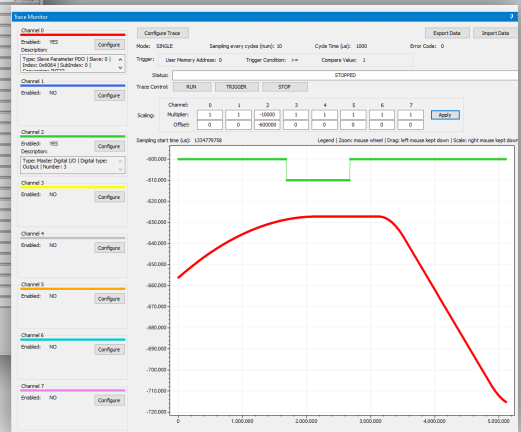 Trace Monitor
Channel 0
Enabled: YES
Configure
Description:
Type: Slave Parameter PDO | Slave: 0 |
Index: 0x6064 | SubIndex: 0 |
Channel 1
Enabled: NO
Configure
Channel 2
Enabled: YES
Configure
Description:
Type: Master Digital I/O | Digital type:
Output | Number: 3
Channel 3
Enabled: NO
Configure
Channel 4
Enabled: NO
Configure
Channel 5
Enabled: NO
Configure
Channel 6
Enabled: NO
Configure
Channel 7
Enabled: NO
Configure
Configure Trace
Export Data
Import Data
Mode: SINGLE Sampling every cycles (num): 10 Cycle Time (us): 1000 Error Code: 0
Trigger: User Memory Address: 0 Trigger Condition: >= Compare Value: 1
Status: STOPPED
Trace Control: RUN TRIGGER STOP
Channel: 0 1 2 3 4 5 6 7
Scaling: Multiplier: 1 1 -10000 1 1 1 1 1 Apply
Offset: 0 0 -600000 0 0 0 0 0
Sampling start time (us): 1334779758 Legend | Zoom: mouse wheel | Drag: left mouse kept down | Scale: right mouse kept down
-600.000
-610.000
-620.000
-630.000
-640.000
-650.000
-660.000
-670.000
-680.000
-690.000
-700.000
-710.000
-720.000
0 1.000.000 2.000.000 3.000.000 4.000.000 5.000.000